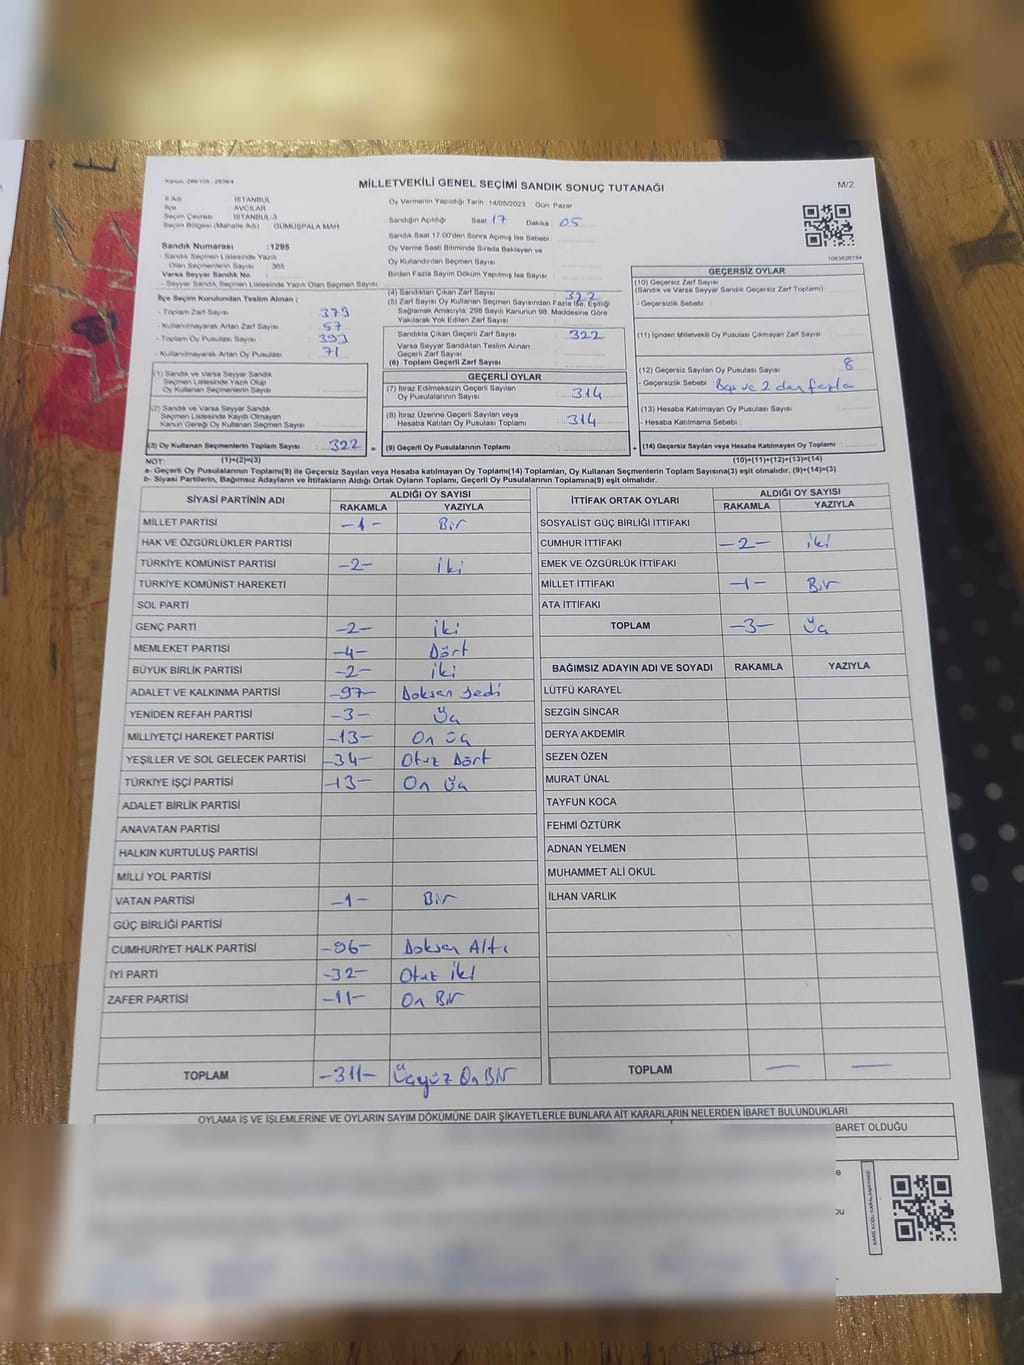 MİLLETVEKİLİ GENEL SEÇİMİ SANDIK SONUÇ TUTANAĞI
M/2
İl Adı : İSTANBUL
İlçe : AVCILAR
Seçim Çevresi : İSTANBUL-3
Seçim Bölgesi (Mahalle Adı) : GÜMÜŞPALA MAH.
Oy Vermenin Yapıldığı Tarih : 14/05/2023 Gün : Pazar
Sandığın Açıldığı Saat 17 Dakika : 05
Sandık Saat 17:00'den Sonra Açılmış İse Sebebi :
Oy Verme Saati Bitiminde Sırada Bekleyen ve
Oy Kullandırılan Seçmen Sayısı
Birden Fazla Sayım Döküm Yapılmış İse Sayısı :
Sandık Numarası : 1295
- Sandık Seçmen Listesinde Yazılı
Olan Seçmenlerin Sayısı : 365
Varsa Seyyar Sandık No :
- Seyyar Sandık Seçmen Listesinde Yazılı Olan Seçmen Sayısı
İlçe Seçim Kurulundan Teslim Alınan :
- Toplam Zarf Sayısı : 379
- Kullanılmayarak Artan Zarf Sayısı : 57
- Toplam Oy Pusulası Sayısı : 393
- Kullanılmayarak Artan Oy Pusulası : 71
(1) Sandık ve Varsa Seyyar Sandık
Seçmen Listesinde Yazılı Olup
Oy Kullanan Seçmenlerin Sayısı
(2) Sandık ve Varsa Seyyar Sandık
Seçmen Listesinde Kayıtlı Olmayan
Kanun Gereği Oy Kullanan Seçmenlerin Sayısı
(3) Oy Kullanan Seçmenlerin Toplam Sayısı : 322 =
(4) Sandıktan Çıkan Zarf Sayısı : 322
(5) Zarf Sayısı Oy Kullanan Seçmen Sayısından Fazla İse, Eşitliği
Sağlamak Amacıyla, 298 Sayılı Kanunun 98. Maddesine Göre
Yakılarak Yok Edilen Zarf Sayısı :
Sandıkta Çıkan Geçerli Zarf Sayısı : 322
Varsa Seyyar Sandıktan Teslim Alınan
Geçerli Zarf Sayısı
(6) Toplam Geçerli Zarf Sayısı
GEÇERLİ OYLAR
(7) İtiraz Edilmeksizin Geçerli Sayılan
Oy Pusulalarının Sayısı : 314
(8) İtiraz Üzerine Geçerli Sayılan veya
Hesaba Katılan Oy Pusulası Toplamı : 314
(9) Geçerli Oy Pusulalarının Toplamı +
GEÇERSİZ OYLAR
(10) Geçersiz Zarf Sayısı
(Sandık ve Varsa Seyyar Sandık Geçersiz Zarf Toplamı)
- Geçersizlik Sebebi :
(11) İçinden Milletvekili Oy Pusulası Çıkmayan Zarf Sayısı
(12) Geçersiz Sayılan Oy Pusulası Sayısı : 8
- Geçersizlik Sebebi : Boş ve 2 den fazla
(13) Hesaba Katılmayan Oy Pusulası Sayısı
- Hesaba Katılmama Sebebi :
(14) Geçersiz Sayılan veya Hesaba Katılmayan Oy Toplamı :
NOT: (1)+(2)=(3) (10)+(11)+(12)+(13)=(14)
a- Geçerli Oy Pusulalarının Toplamı(9) ile Geçersiz Sayılan veya Hesaba katılmayan Oy Toplamı(14) Toplamları, Oy Kullanan Seçmenlerin Toplam Sayısına(3) eşit olmalıdır. (9)+(14)=(3)
b- Siyasi Partilerin, Bağımsız Adayların ve İttifakların Aldığı Ortak Oyların Toplamı, Geçerli Oy Pusulalarının Toplamına(9) eşit olmalıdır.
SİYASİ PARTİNİN ADI ALDIĞI OY SAYISI
RAKAMLA YAZIYLA
MİLLET PARTİSİ -1- Bir
HAK VE ÖZGÜRLÜKLER PARTİSİ
TÜRKİYE KOMÜNİST PARTİSİ -2- İki
TÜRKİYE KOMÜNİST HAREKETİ
SOL PARTİ
GENÇ PARTİ -2- İki
MEMLEKET PARTİSİ -4- Dört
BÜYÜK BİRLİK PARTİSİ -2- İki
ADALET VE KALKINMA PARTİSİ -97- Doksan Yedi
YENİDEN REFAH PARTİSİ -3- Üç
MİLLİYETÇİ HAREKET PARTİSİ -13- On Üç
YEŞİLLER VE SOL GELECEK PARTİSİ -34- Otuz Dört
TÜRKİYE İŞÇİ PARTİSİ -13- On Üç
ADALET BİRLİK PARTİSİ
ANAVATAN PARTİSİ
HALKIN KURTULUŞ PARTİSİ
MİLLİ YOL PARTİSİ
VATAN PARTİSİ -1- Bir
GÜÇ BİRLİĞİ PARTİSİ
CUMHURİYET HALK PARTİSİ -96- Doksan Altı
İYİ PARTİ -32- Otuz İki
ZAFER PARTİSİ -11- On Bir
TOPLAM -311- Üçyüz On Bir
İTTİFAK ORTAK OYLARI ALDIĞI OY SAYISI
RAKAMLA YAZIYLA
SOSYALİST GÜÇ BİRLİĞİ İTTİFAKI
CUMHUR İTTİFAKI -2- iki
EMEK VE ÖZGÜRLÜK İTTİFAKI
MİLLET İTTİFAKI -1- Bir
ATA İTTİFAKI
TOPLAM -3- Üç
BAĞIMSIZ ADAYIN ADI VE SOYADI RAKAMLA YAZIYLA
LÜTFÜ KARAYEL
SEZGİN SİNCAR
DERYA AKDEMİR
SEZEN ÖZEN
MURAT ÜNAL
TAYFUN KOCA
FEHMİ ÖZTÜRK
ADNAN YELMEN
MUHAMMET ALİ OKUL
İLHAN VARLIK
TOPLAM — —
OYLAMA İŞ VE İŞLEMLERİNE VE OYLARIN SAYIM DÖKÜMÜNE DAİR ŞİKAYETLERLE BUNLARA AİT KARARLARIN NELERDEN İBARET BULUNDUKLARI
BARET OLDUĞU